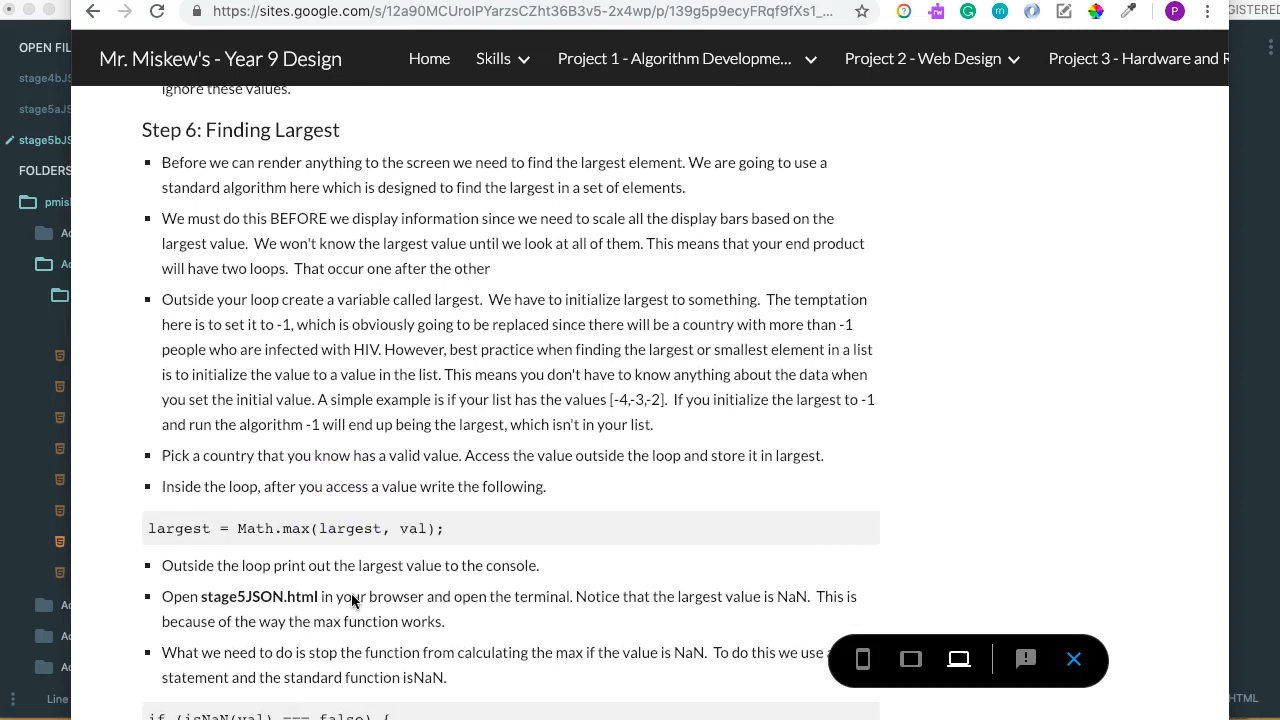 https://sites.google.com/s/12a90MCUroIPYarzsCZht36B3v5-2x4wp/p/139g5p9ecyFRqf9fXs1_...
GISTERED
P
OPEN FIL
stage4bJS
stage5aJS
stage5bJS
FOLDERS
pmisl
Ac
Ac
Ac
Ac
Ac
Line
HTML
Mr. Miskew's - Year 9 Design
Home
Skills
Project 1 - Algorithm Developme...
Project 2 - Web Design
Project 3 - Hardware and R
ignore these values.
Step 6: Finding Largest
Before we can render anything to the screen we need to find the largest element. We are going to use a
standard algorithm here which is designed to find the largest in a set of elements.
We must do this BEFORE we display information since we need to scale all the display bars based on the
largest value. We won't know the largest value until we look at all of them. This means that your end product
will have two loops. That occur one after the other
Outside your loop create a variable called largest. We have to initialize largest to something. The temptation
here is to set it to -1, which is obviously going to be replaced since there will be a country with more than -1
people who are infected with HIV. However, best practice when finding the largest or smallest element in a list
is to initialize the value to a value in the list. This means you don't have to know anything about the data when
you set the initial value. A simple example is if your list has the values [-4,-3,-2]. If you initialize the largest to -1
and run the algorithm -1 will end up being the largest, which isn't in your list.
Pick a country that you know has a valid value. Access the value outside the loop and store it in largest.
Inside the loop, after you access a value write the following.
largest = Math.max(largest, val);
Outside the loop print out the largest value to the console.
Open stage5JSON.html in your browser and open the terminal. Notice that the largest value is NaN. This is
because of the way the max function works.
What we need to do is stop the function from calculating the max if the value is NaN. To do this we use
statement and the standard function isNaN.
if (isNaN(val) === false) {